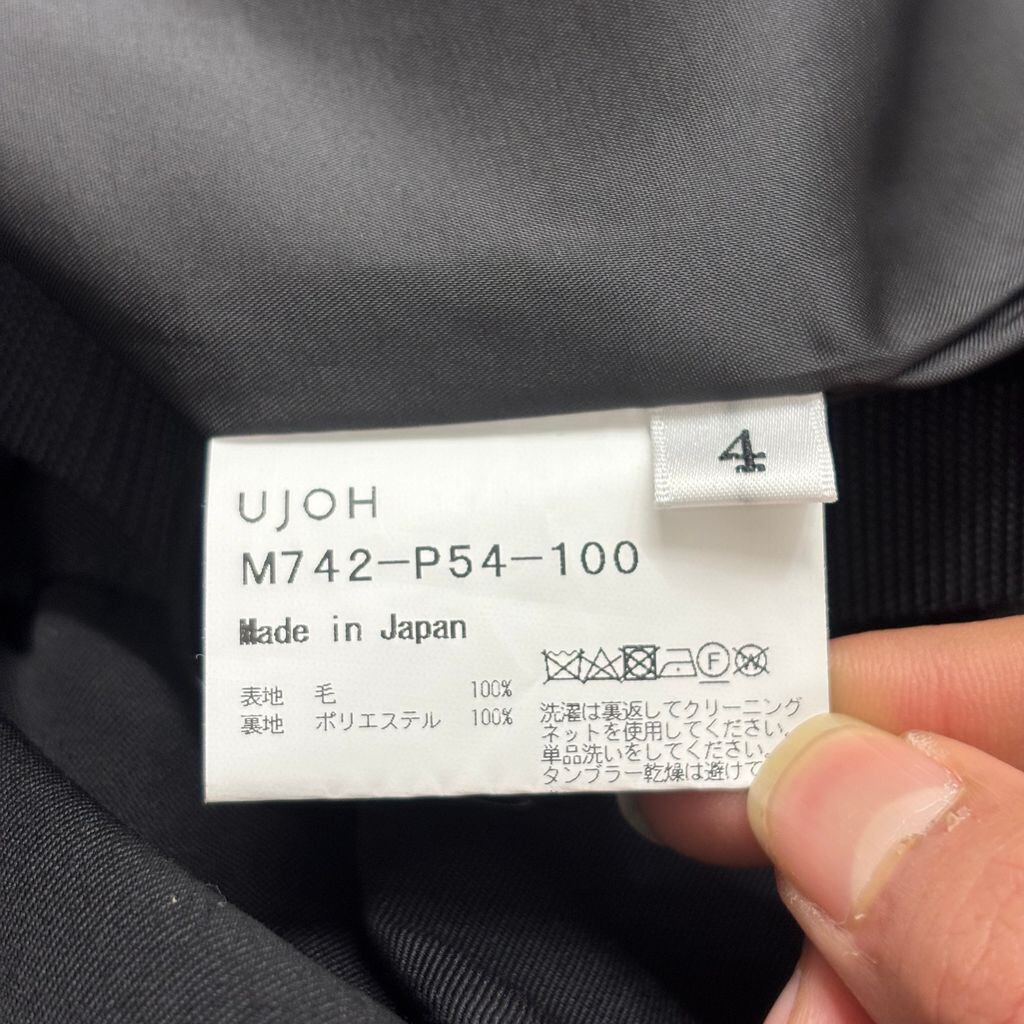 4
UJOH
M742-P54-100
Made in Japan
表地 毛 100%
裏地 ポリエステル 100%
F
W
洗濯は裏返してクリーニング
ネットを使用してください。
単品洗いをしてください。
タンブラー乾燥は避けて